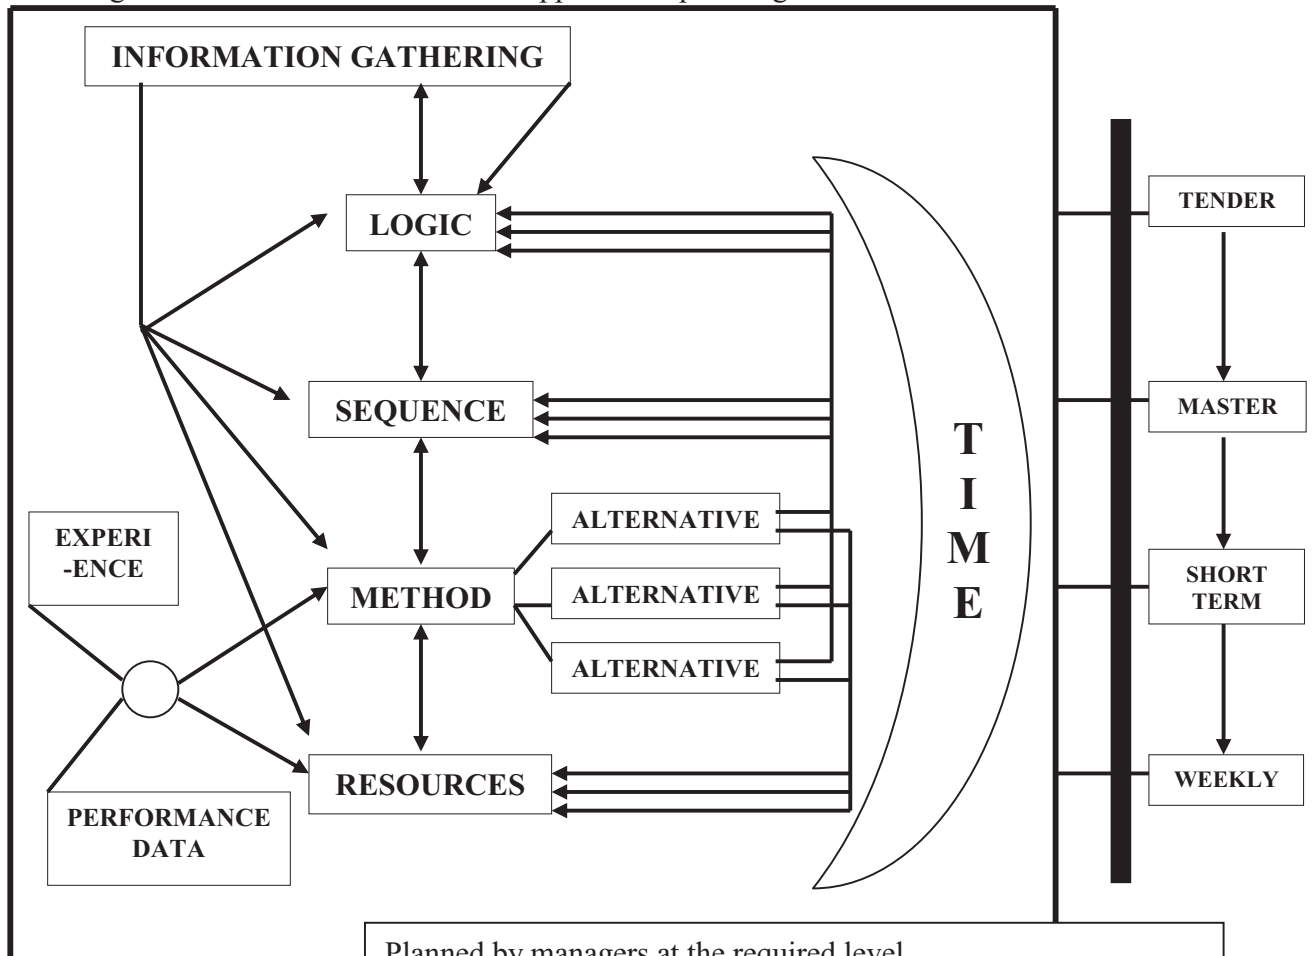 INFORMATION GATHERING
LOGIC
SEQUENCE
EXPERI
-ENCE
METHOD
ALTERNATIVE
ALTERNATIVE
ALTERNATIVE
RESOURCES
PERFORMANCE
DATA
T
I
M
E
TENDER
MASTER
SHORT
TERM
WEEKLY
Planned by managers at the required level